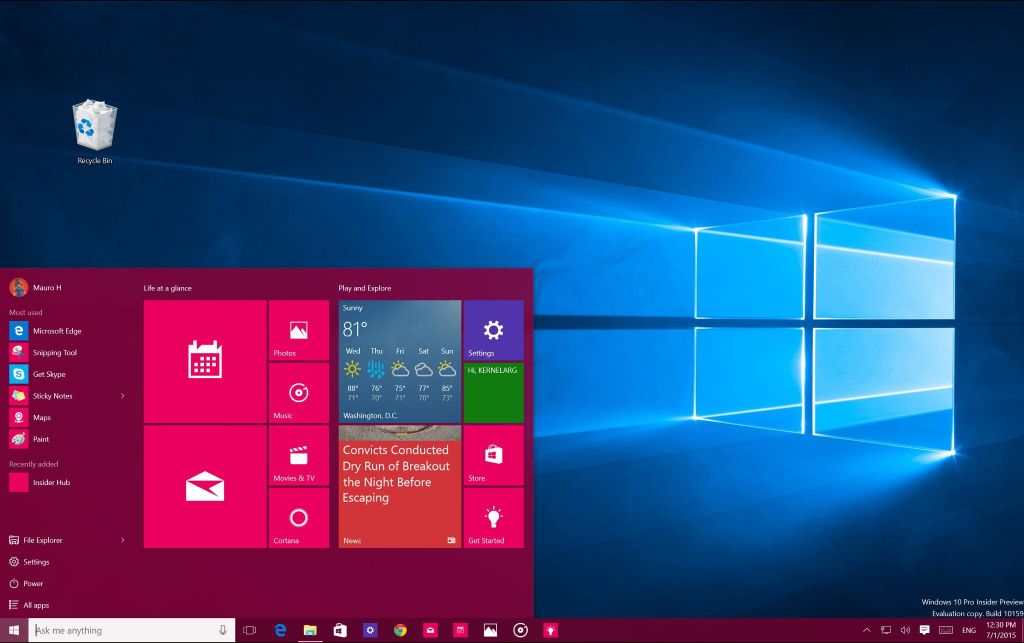 Recycle Bin
Mauro H
Most used
Microsoft Edge
Snipping Tool
Get Skype
Sticky Notes
Maps
Paint
Recently added
Insider Hub
File Explorer
Settings
Power
All apps
Life at a glance
Photos
Music
Movies & TV
Cortana
Play and Explore
Sunny
81°
Wed Thu Fri Sat Sun
88° 76° 75° 77° 85°
71° 70° 71° 70° 73°
Washington, D.C.
Settings
Hi, KERNELARG
Convicts Conducted
Dry Run of Breakout
the Night Before
Escaping
News
Store
Get Started
Windows 10 Pro Insider Preview
Evaluation copy. Build 10159
Ask me anything
ENG
12:30 PM
7/1/2015